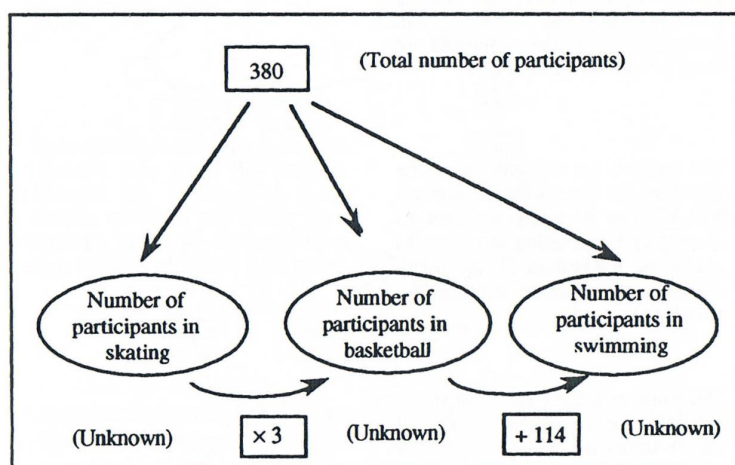 380
(Total number of participants)
Number of
participants in
skating
Number of
participants in
basketball
Number of
participants in
swimming
(Unknown)
× 3
(Unknown)
+ 114
(Unknown)